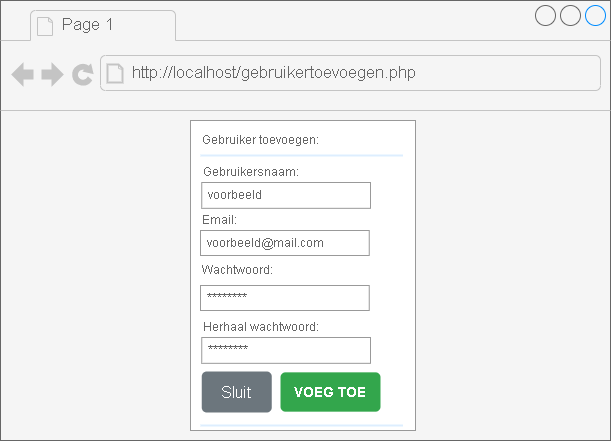 Page 1
http://localhost/gebruikertoevoegen.php
Gebruiker toevoegen:
Gebruikersnaam:
voorbeeld
Email:
voorbeeld@mail.com
Wachtwoord:
********
Herhaal wachtwoord:
********
Sluit VOEG TOE